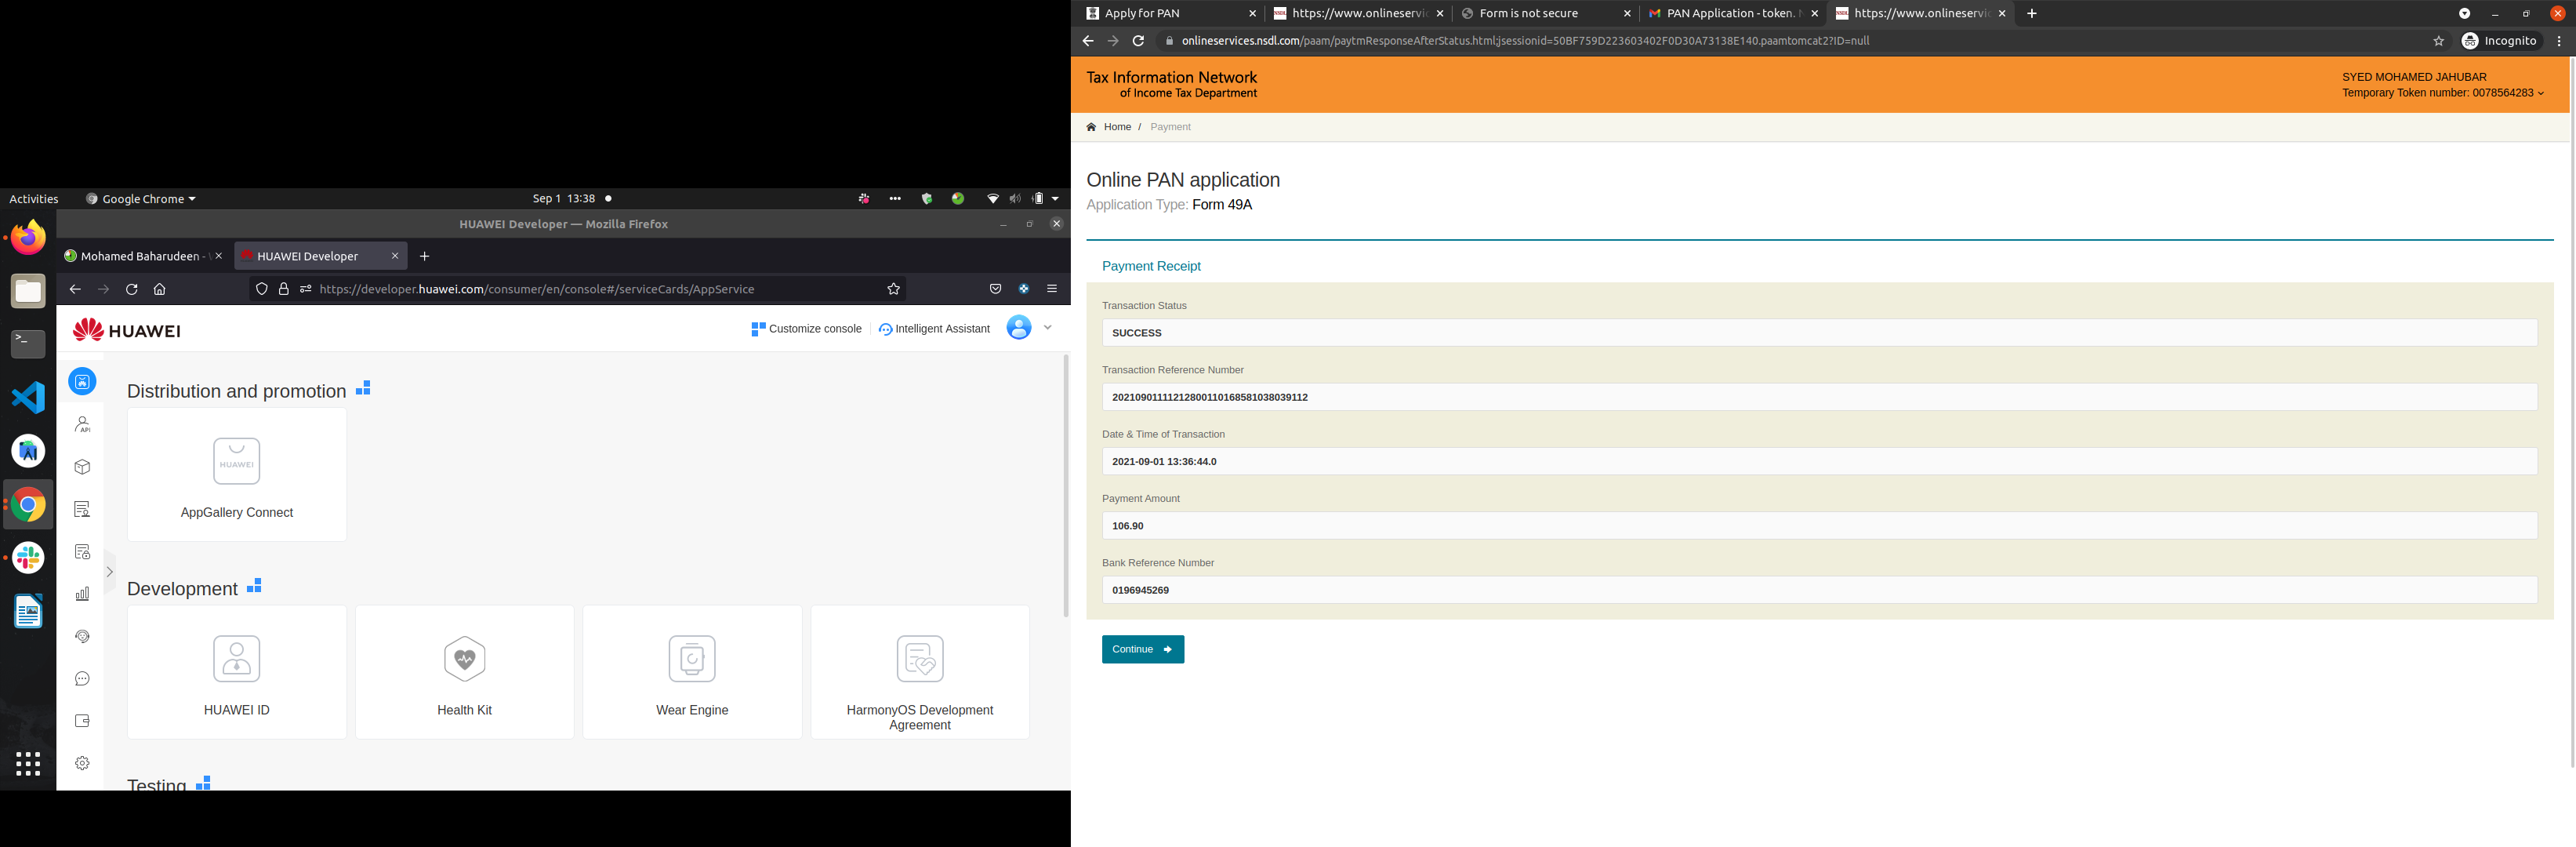 Activities
Google Chrome
Sep 1 13:38
HUAWEI Developer — Mozilla Firefox
Mohamed Baharudeen -
HUAWEI Developer
https://developer.huawei.com/consumer/en/console#/serviceCards/AppService
HUAWEI
Customize console
Intelligent Assistant
API
Distribution and promotion
HUAWEI
AppGallery Connect
Development
HUAWEI ID
Health Kit
Wear Engine
HarmonyOS Development
Agreement
Testing
Apply for PAN
https://www.onlineservic
Form is not secure
PAN Application - token.
https://www.onlineservic
onlineservices.nsdl.com/paam/paytmResponseAfterStatus.html;jsessionid=50BF759D223603402F0D30A73138E140.paamtomcat2?ID=null
Incognito
Tax Information Network
of Income Tax Department
SYED MOHAMED JAHUBAR
Temporary Token number: 0078564283
Home / Payment
Online PAN application
Application Type: Form 49A
Payment Receipt
Transaction Status
SUCCESS
Transaction Reference Number
20210901111212800110168581038039112
Date & Time of Transaction
2021-09-01 13:36:44.0
Payment Amount
106.90
Bank Reference Number
0196945269
Continue